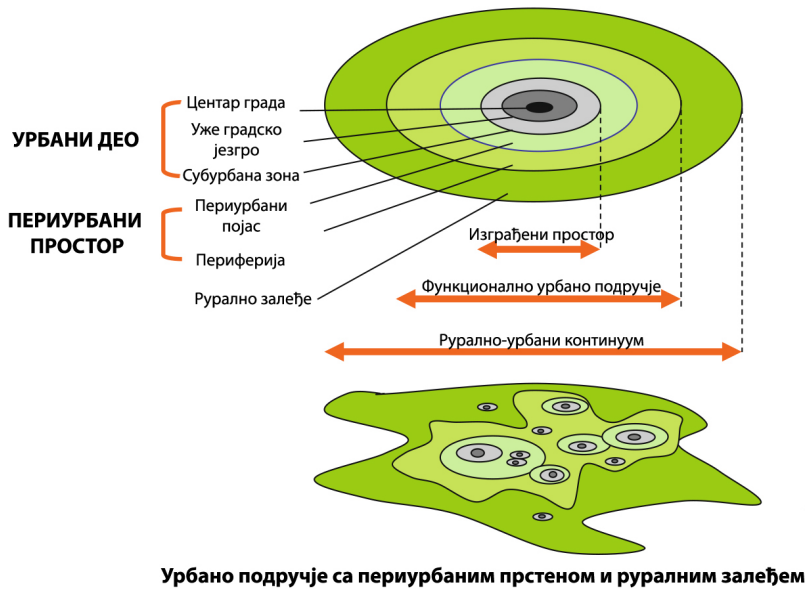 УРБАНИ ДЕО
Центар града
Уже градско
језгро
Субурбана зона
ПЕРИУРБАНИ
ПРОСТОР
Периурбани
појас
Периферија
Рурално залеђе
Изграђени простор
Функционално урбано подручје
Рурално-урбани континуум
Урбано подручје са периурбаним прстеном и руралним залеђем